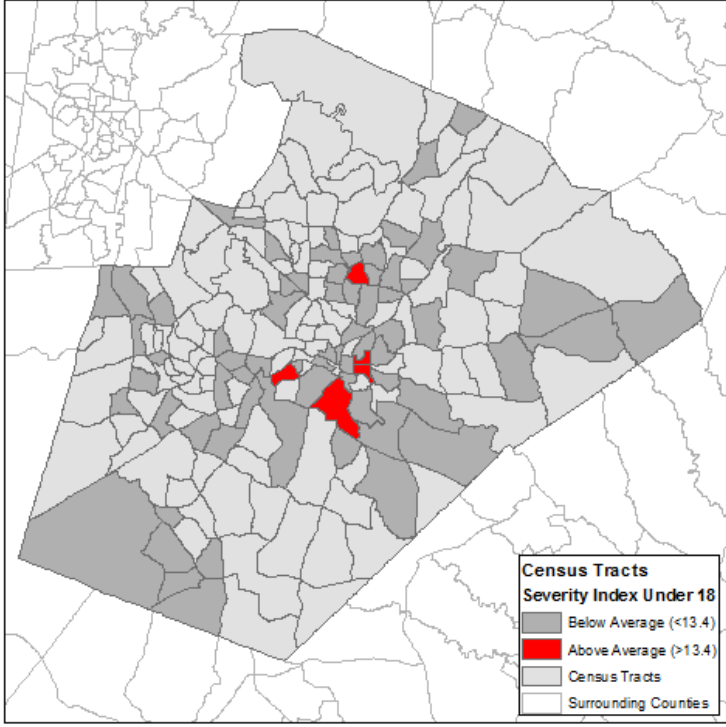 Census Tracts
Severity Index Under 18
Below Average (<13.4)
Above Average (>13.4)
Census Tracts
Surrounding Counties